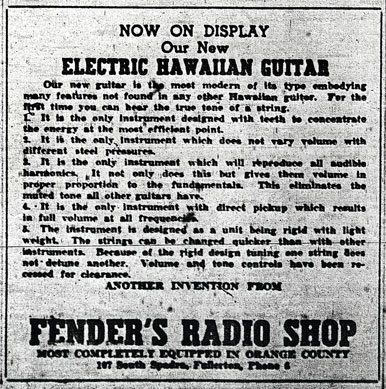 NOW ON DISPLAY
Our New
ELECTRIC HAWAIIAN GUITAR
Our new guitar is the most modern of its type embodying
many features not found in any other Hawaiian guitar. For the
first time you can hear the true tone of a string.
1. It is the only instrument designed with teeth to concentrate
the energy at the most efficient point.
2. It is the only instrument which does not vary volume with
different steel pressures.
3. It is the only instrument which will reproduce all audible
harmonics. It not only does this but gives them volume in
proper proportion to the fundamentals. This eliminates the
muted tone all other guitars have.
4. It is the only instrument with direct pickup which results
in full volume at all frequencies.
5. The instrument is designed as a unit being rigid with light
weight. The strings can be changed quicker than with other
instruments. Because of the rigid design tuning one string does
not detune another. Volume and tone controls have been re-
cessed for clearance.
ANOTHER INVENTION FROM
FENDER'S RADIO SHOP
MOST COMPLETELY EQUIPPED IN ORANGE COUNTY
107 South Spadra, Fullerton, Phone 6